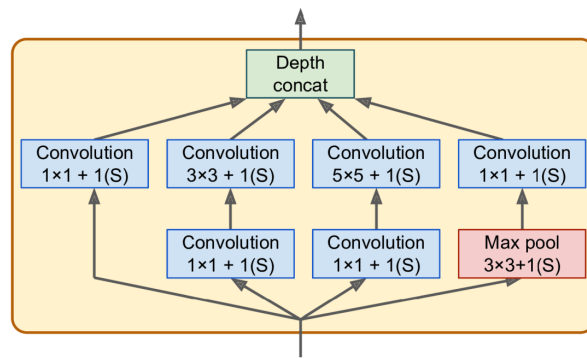 Depth
concat
Convolution
1×1 + 1(S)
Convolution
3×3 + 1(S)
Convolution
5×5 + 1(S)
Convolution
1×1 + 1(S)
Convolution
1×1 + 1(S)
Convolution
1×1 + 1(S)
Max pool
3×3+1(S)